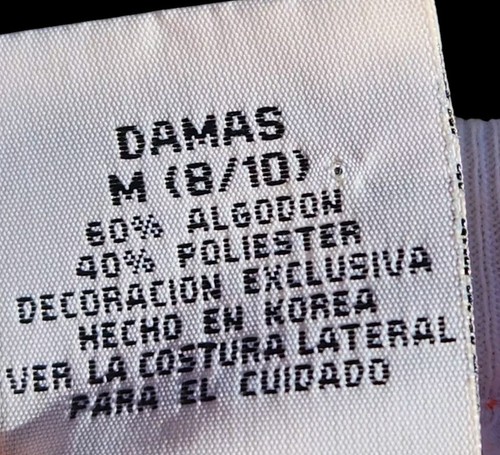 DAMAS
M (8/10)
60% ALGODON
40% POLIESTER
DECORACION EXCLUSIVA
HECHO EN KOREA
VER LA COSTURA LATERAL
PARA EL CUIDADO